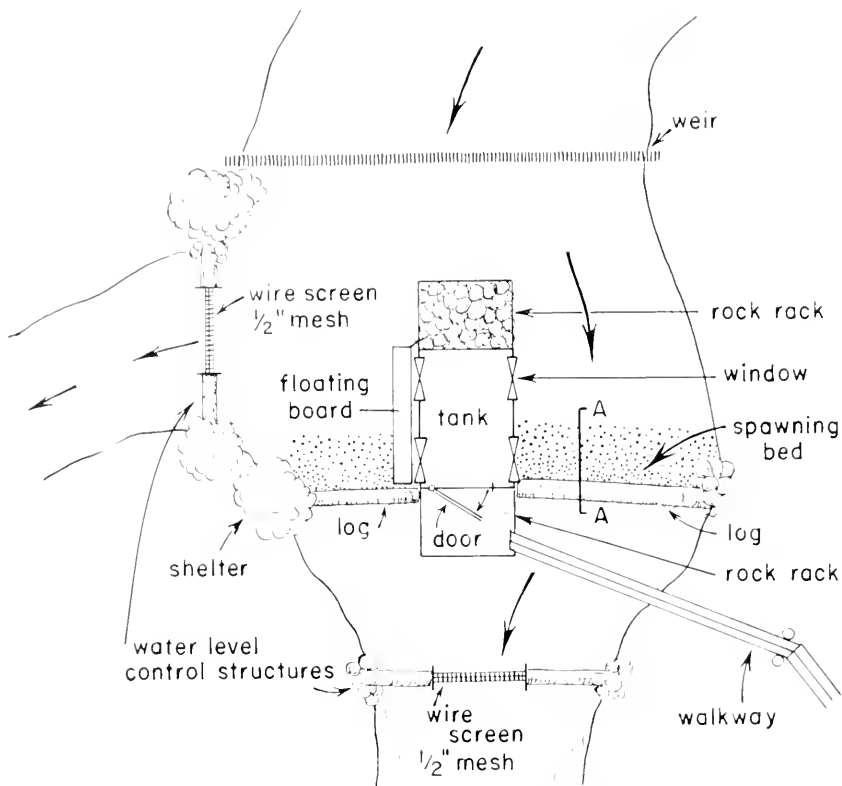 weir
wire screen
1/2" mesh
rock rack
floating
board
window
tank
A
spawning
bed
A
log
door
log
shelter
rock rack
water level
control structures
wire
screen
1/2" mesh
walkway